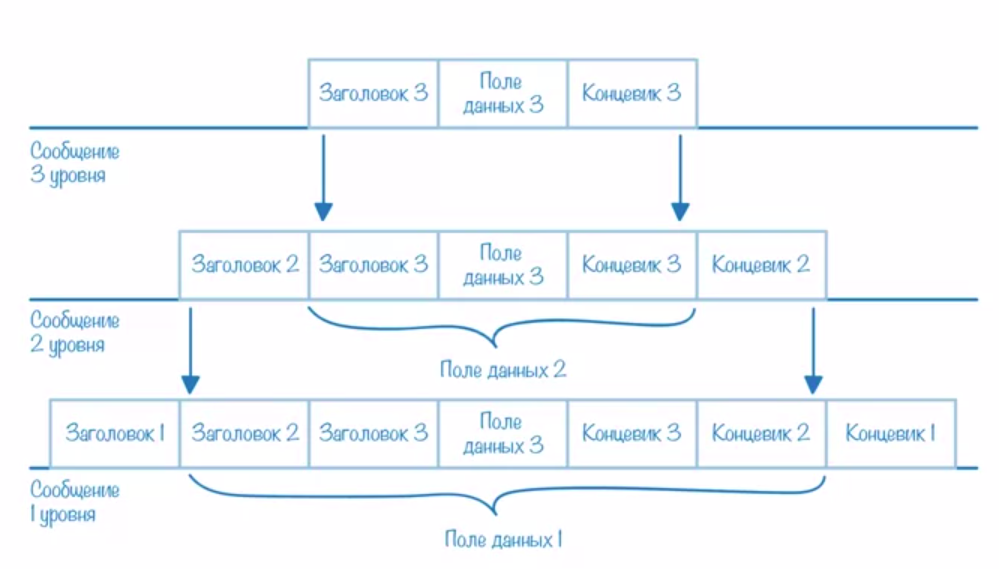 Заголовок 3
Поле
данных 3
Концевик 3
Сообщение
3 уровня
Заголовок 2
Заголовок 3
Поле
данных 3
Концевик 3
Концевик 2
Сообщение
2 уровня
Поле данных 2
Заголовок 1
Заголовок 2
Заголовок 3
Поле
данных 3
Концевик 3
Концевик 2
Концевик 1
Сообщение
1 уровня
Поле данных 1